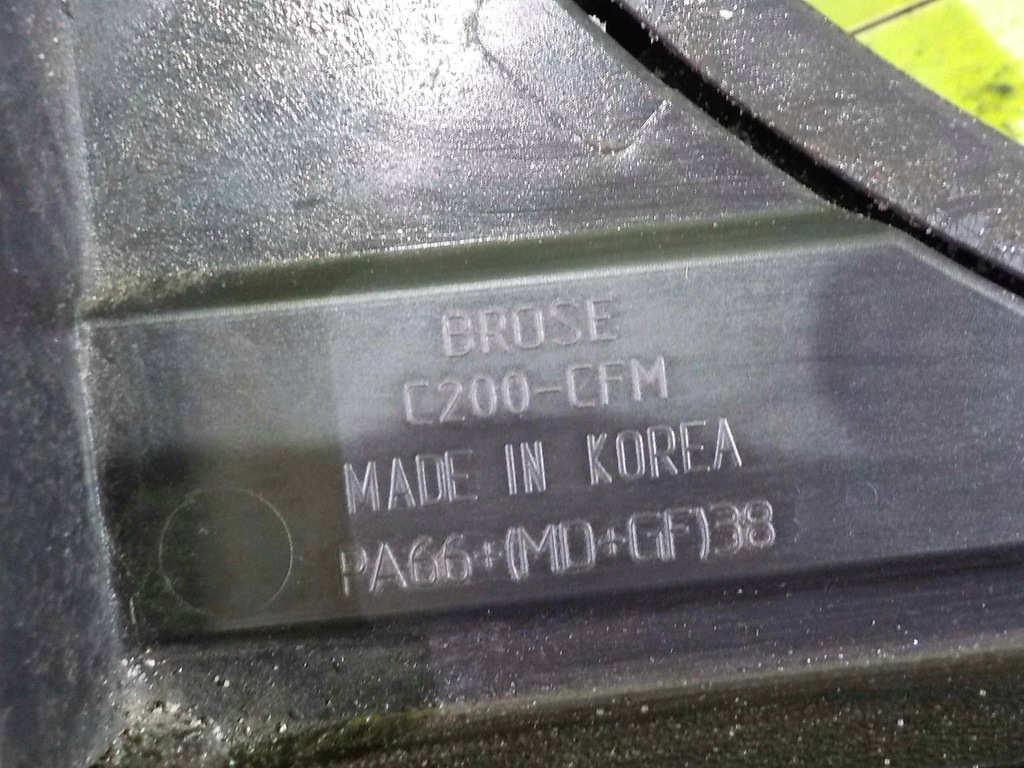 BROSE
C200-CFM
MADE IN KOREA
PA66+(MD+GF)38